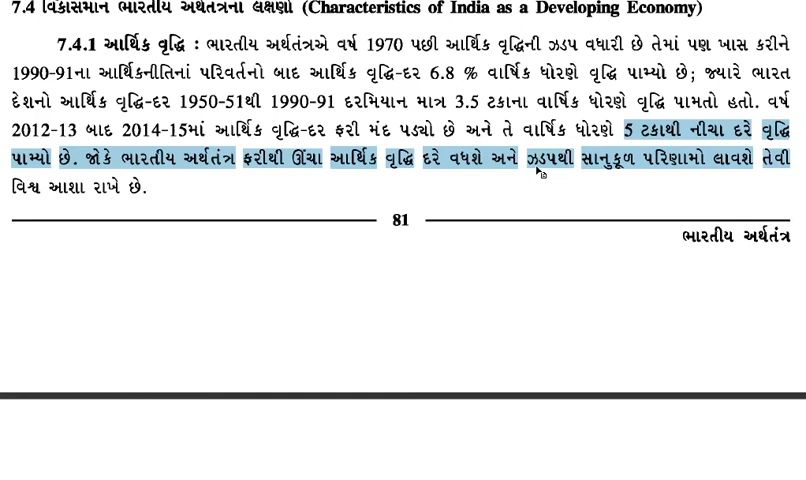 7.4 વિકાસમાન ભારતીય અર્થતંત્રના લક્ષણો (Characteristics of India as a Developing Economy)
7.4.1 આર્થિક વૃદ્ધિ : ભારતીય અર્થતંત્રએ વર્ષ 1970 પછી આર્થિક વૃદ્ધિની ઝડપ વધારી છે તેમાં પણ ખાસ કરીને
1990-91ના આર્થિકનીતિનાં પરિવર્તનો બાદ આર્થિક વૃદ્ધિ-દર 6.8 % વાર્ષિક ધોરણે વૃદ્ધિ પામ્યો છે; જ્યારે ભારત
દેશનો આર્થિક વૃદ્ધિ-દર 1950-51થી 1990-91 દરમિયાન માત્ર 3.5 ટકાના વાર્ષિક ધોરણે વૃદ્ધિ પામતો હતો. વર્ષ
2012-13 બાદ 2014-15માં આર્થિક વૃદ્ધિ-દર ફરી મંદ પડ્યો છે અને તે વાર્ષિક ધોરણે 5 ટકાથી નીચા દરે વૃદ્ધિ
પામ્યો છે. જોકે ભારતીય અર્થતંત્ર ફરીથી ઊંચા આર્થિક વૃદ્ધિ દરે વધશે અને ઝડપથી સાનુકૂળ પરિણામો લાવશે તેવી
વિશ્વ આશા રાખે છે.
81
ભારતીય અર્થતંત્ર